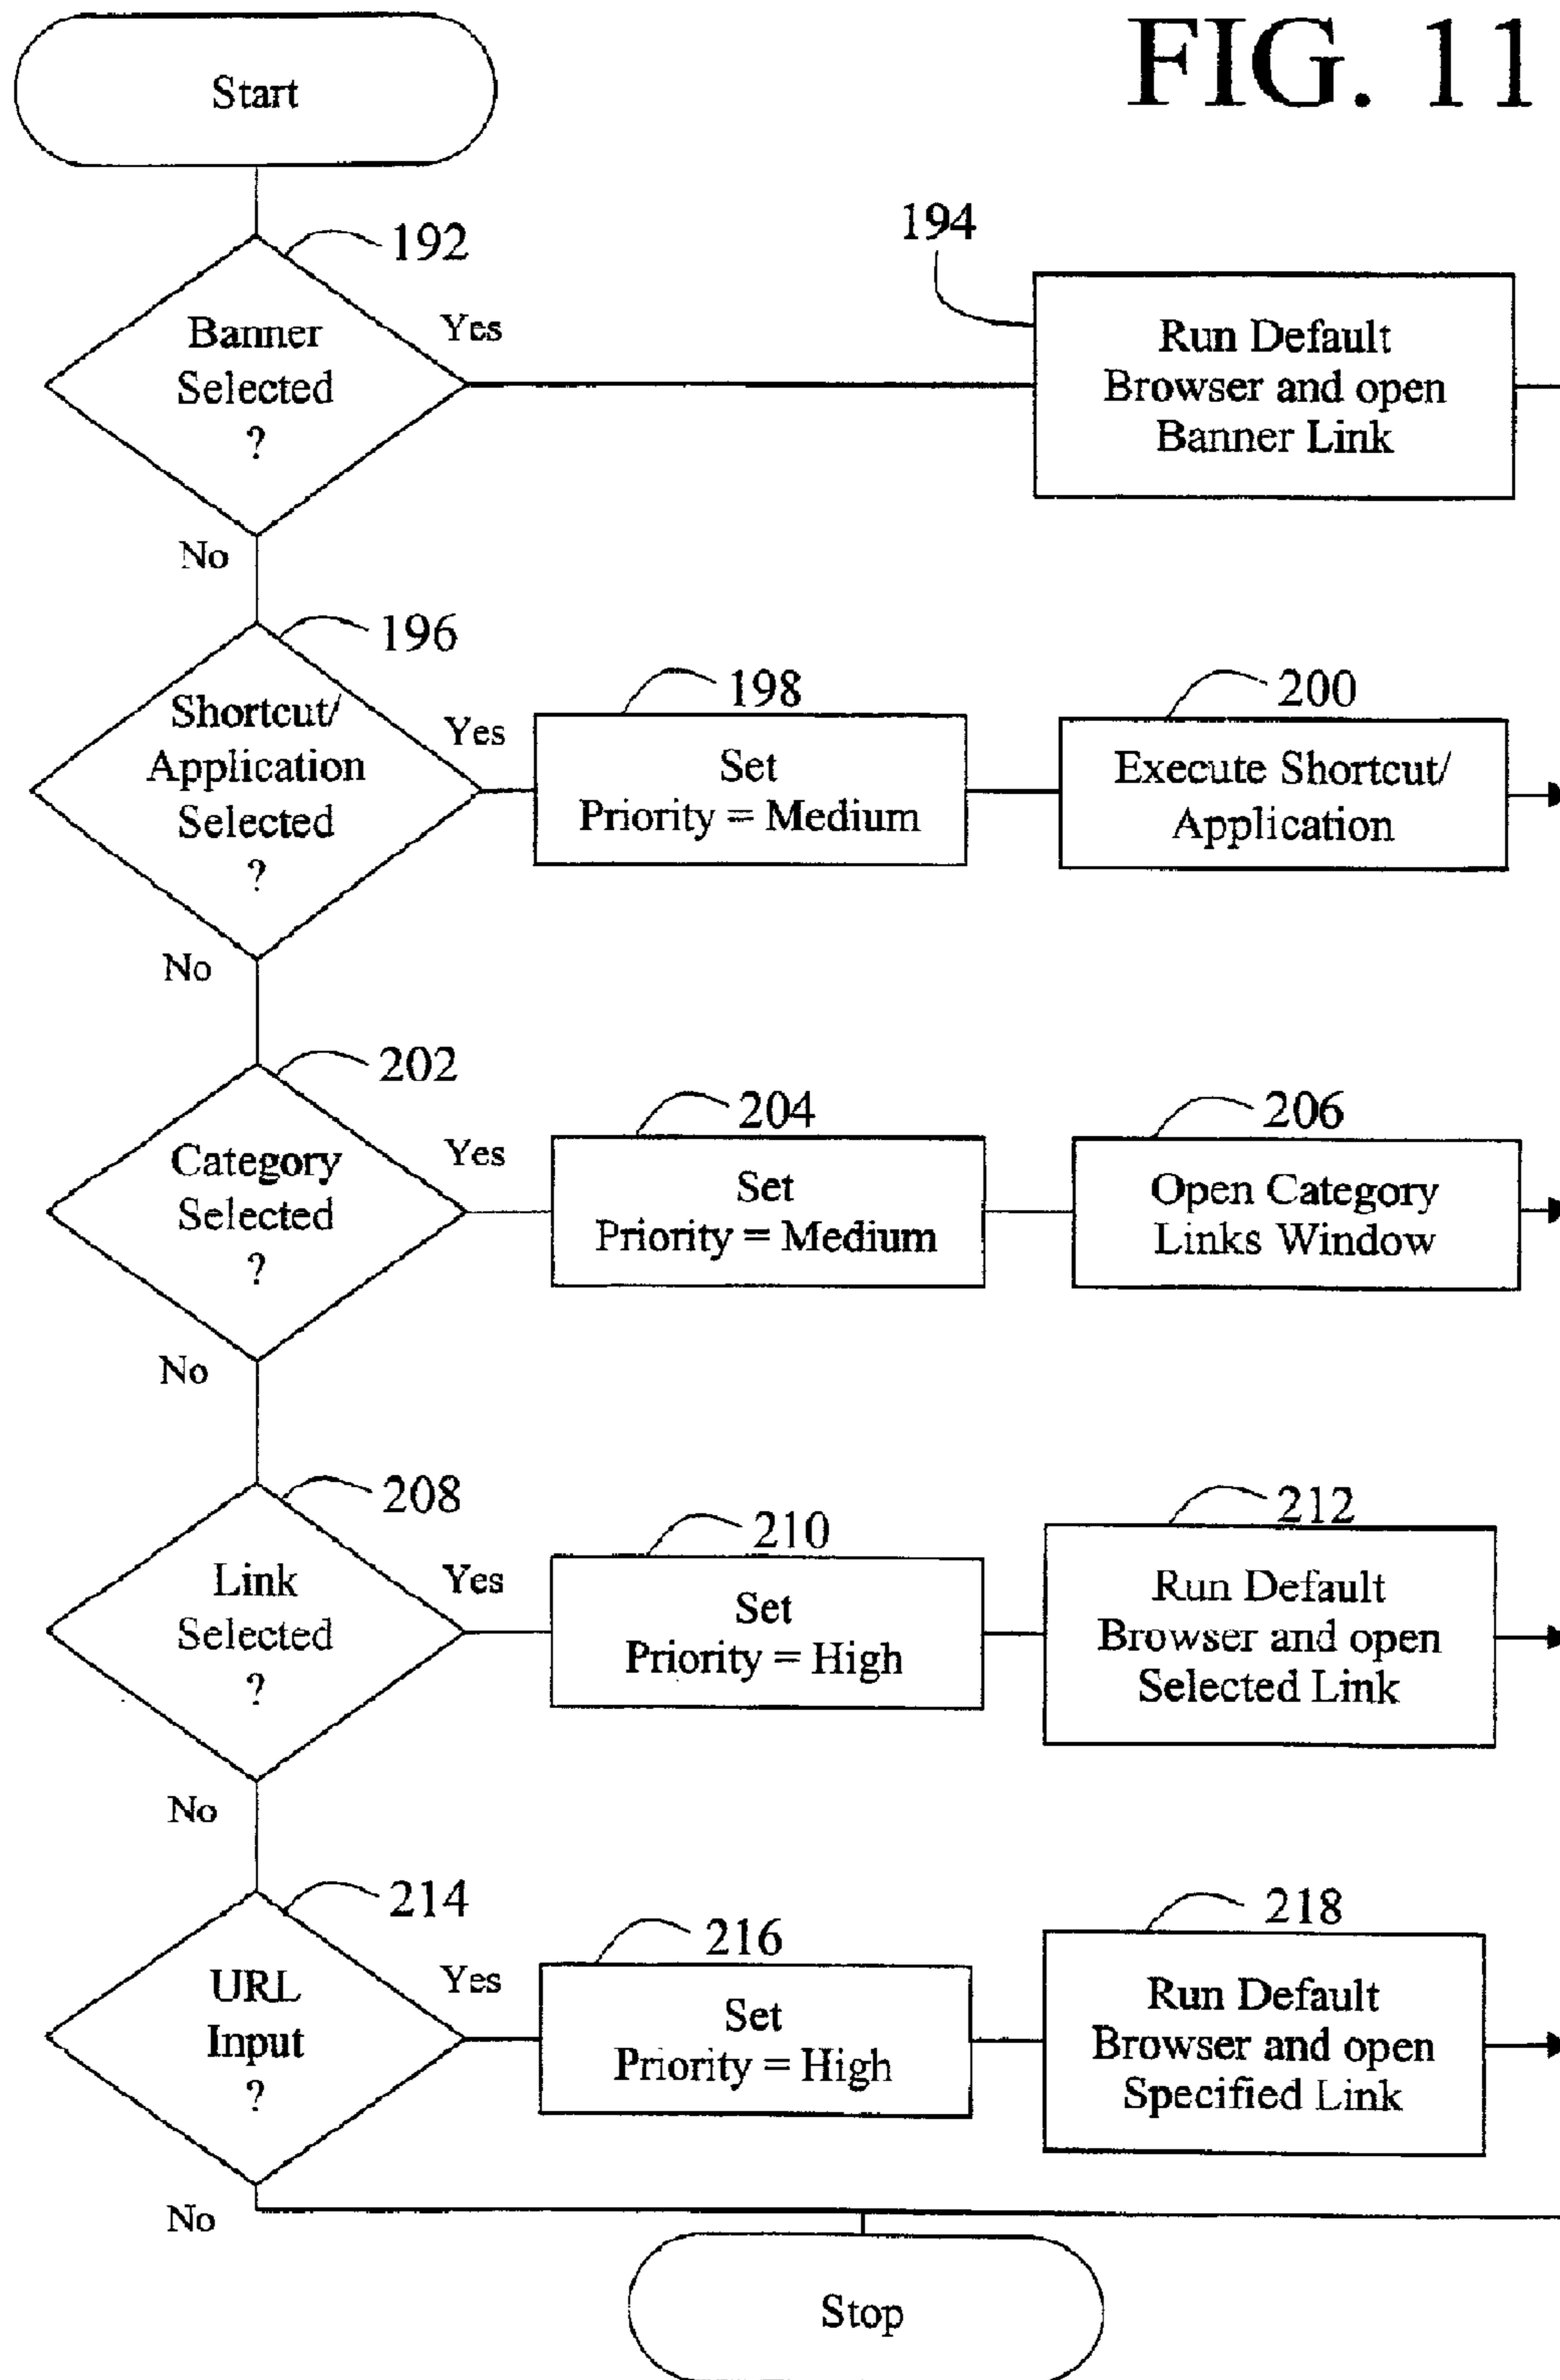 FIG. 11
Start
192
Banner
Selected
?
Yes
194
Run Default
Browser and open
Banner Link
No
196
Shortcut/
Application
Selected
?
Yes
198
Set
Priority = Medium
200
Execute Shortcut/
Application
No
202
Category
Selected
?
Yes
204
Set
Priority = Medium
206
Open Category
Links Window
No
208
Link
Selected
?
Yes
210
Set
Priority = High
212
Run Default
Browser and open
Selected Link
No
214
URL
Input
?
Yes
216
Set
Priority = High
218
Run Default
Browser and open
Specified Link
No
Stop